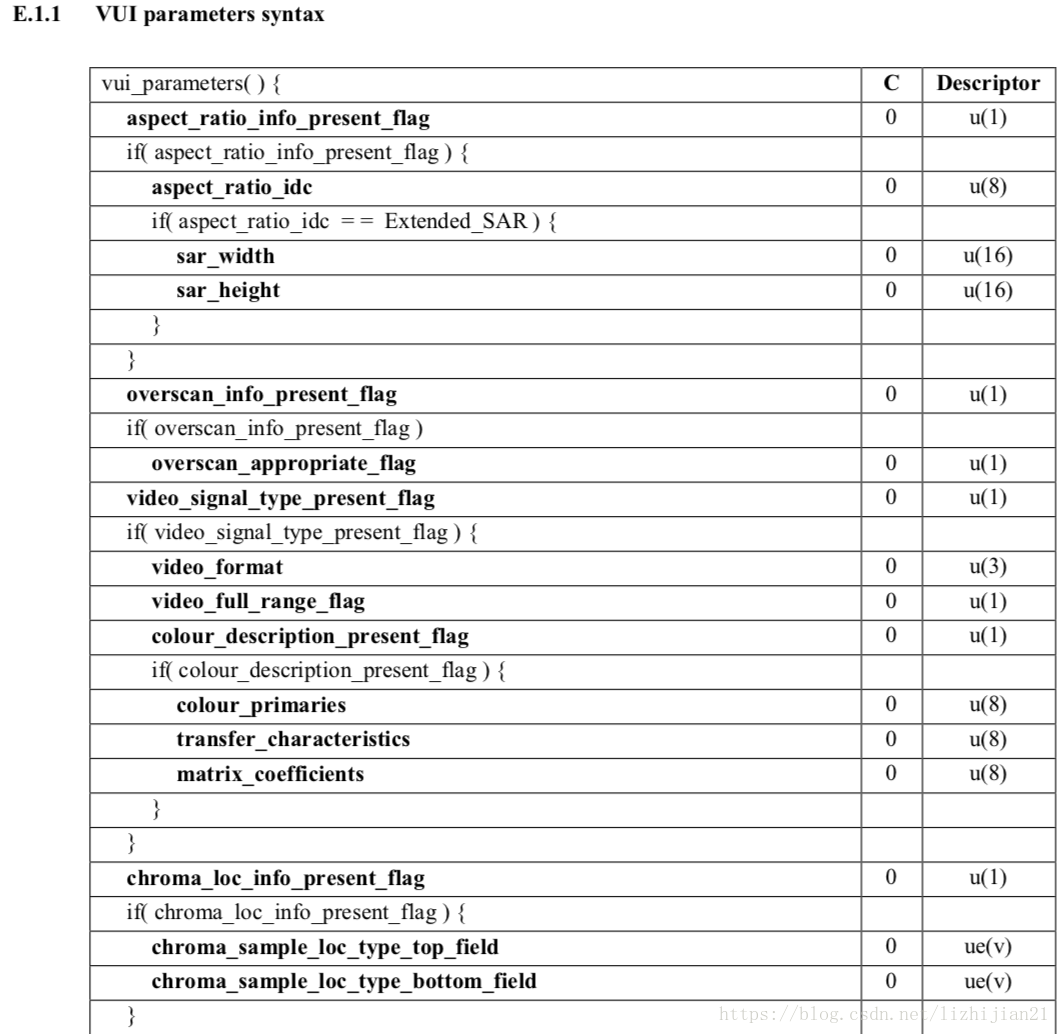 E.1.1 VUI parameters syntax
vui_parameters( ) { C Descriptor
aspect_ratio_info_present_flag 0 u(1)
if( aspect_ratio_info_present_flag ) {
aspect_ratio_idc 0 u(8)
if( aspect_ratio_idc = = Extended_SAR ) {
sar_width 0 u(16)
sar_height 0 u(16)
}
}
overscan_info_present_flag 0 u(1)
if( overscan_info_present_flag )
overscan_appropriate_flag 0 u(1)
video_signal_type_present_flag 0 u(1)
if( video_signal_type_present_flag ) {
video_format 0 u(3)
video_full_range_flag 0 u(1)
colour_description_present_flag 0 u(1)
if( colour_description_present_flag ) {
colour_primaries 0 u(8)
transfer_characteristics 0 u(8)
matrix_coefficients 0 u(8)
}
}
chroma_loc_info_present_flag 0 u(1)
if( chroma_loc_info_present_flag ) {
chroma_sample_loc_type_top_field 0 ue(v)
chroma_sample_loc_type_bottom_field 0 ue(v)
}
https://blog.csdn.net/lizhijian21